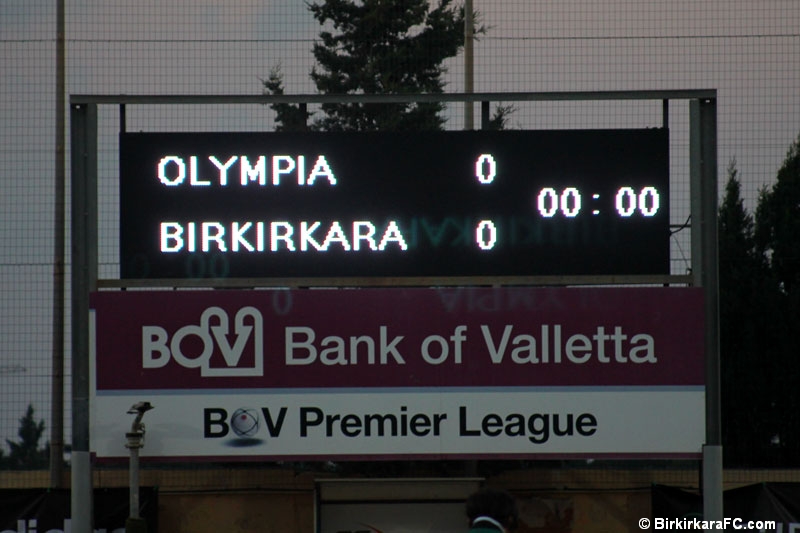 OLYMPIA 0
00:00
BIRKIRKARA 0
BOV Bank of Valletta
BOV Premier League
© BirkirkaraFC.com